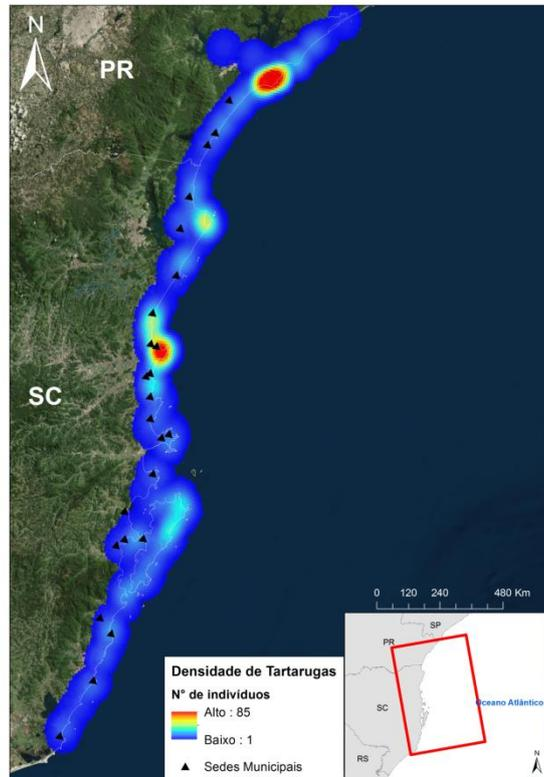 N
PR
SC
0 120 240 480 Km
Densidade de Tartarugas
N° de indivíduos
Alto : 85
Baixo : 1
Sedes Municipais
SP
PR
SC
Oceano Atlântico
RS
N